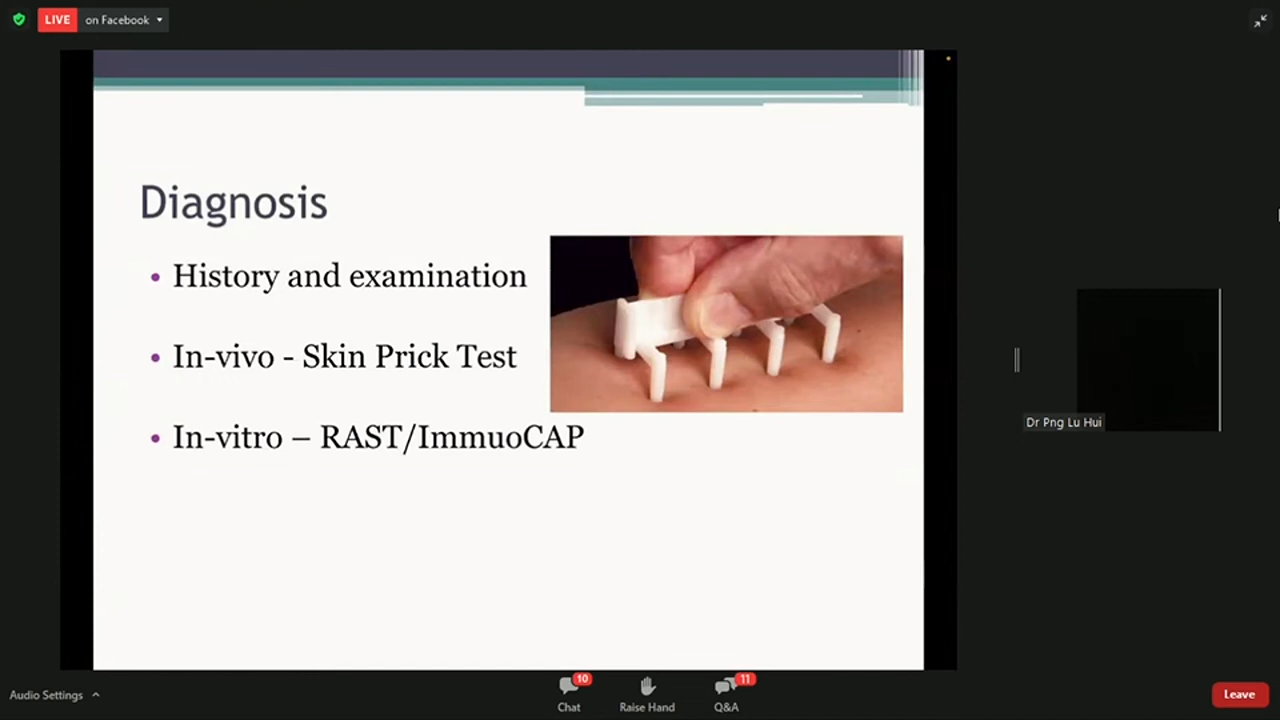 LIVE on Facebook
Diagnosis
• History and examination
• In-vivo - Skin Prick Test
• In-vitro – RAST/ImmuoCAP
Dr Png Lu Hui
Audio Settings
10
Chat
Raise Hand
11
Q&A
Leave